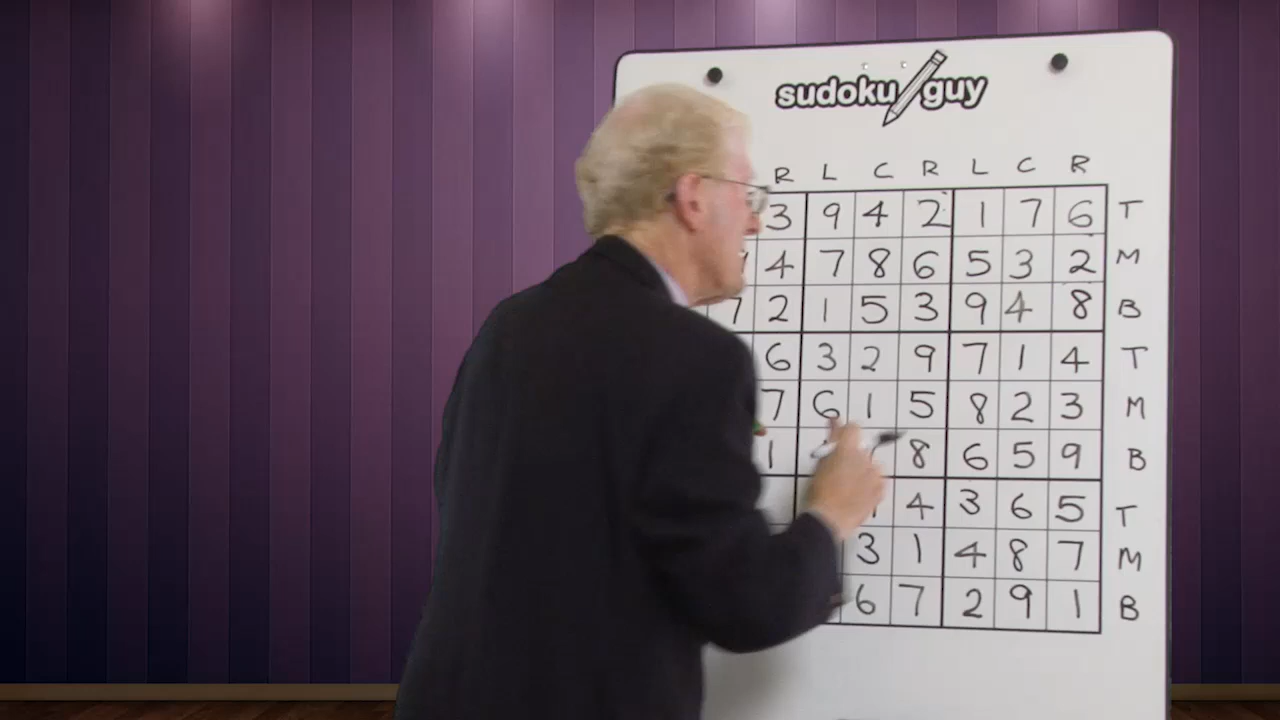 sudoku guy
R L C R L C R
3 9 4 2 1 7 6 T
4 7 8 6 5 3 2 M
7 2 1 5 3 9 4 8 B
6 3 2 9 7 1 4 T
7 6 1 5 8 2 3 M
1 8 6 5 9 B
4 3 6 5 T
3 1 4 8 7 M
6 7 2 9 1 B